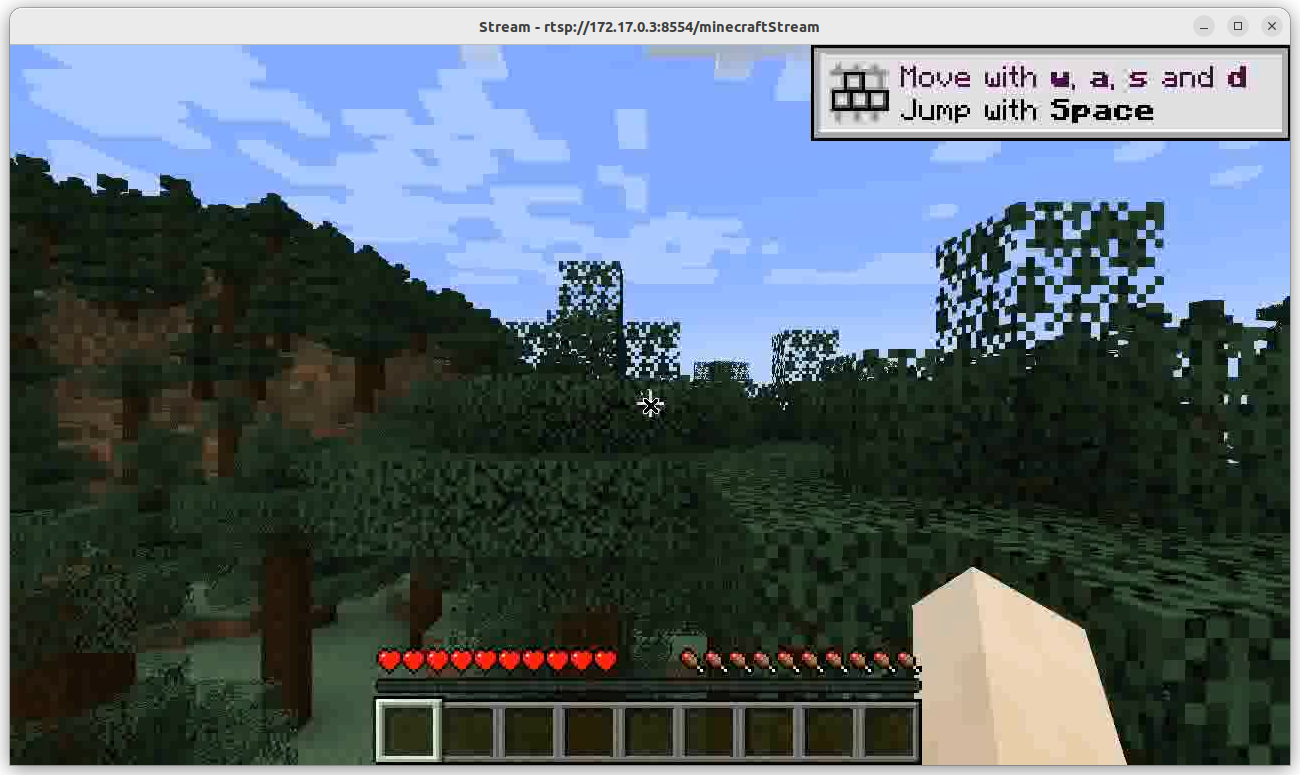 Stream - rtsp://172.17.0.3:8554/minecraftStream
Move with w, a, s and d
Jump with Space